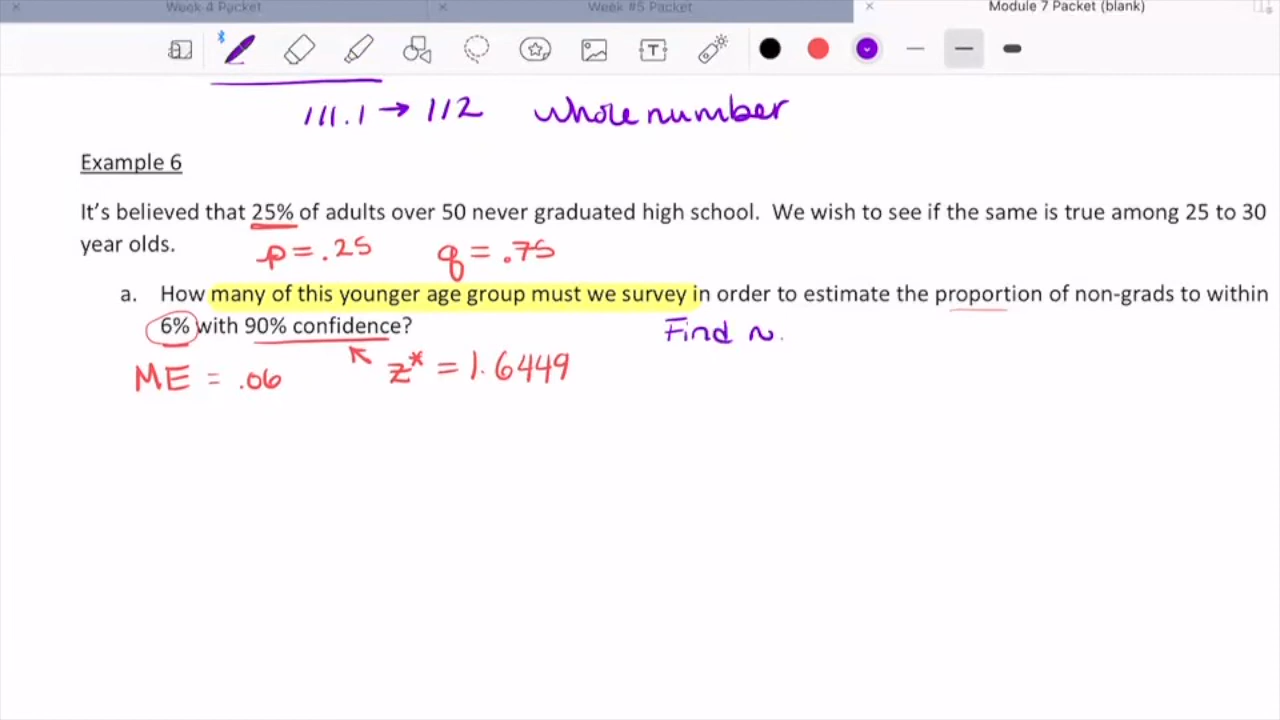 Week 4 Packet Week #5 Packet Module 7 Packet (blank)
111.1 → 112 Whole number
Example 6
It's believed that 25% of adults over 50 never graduated high school. We wish to see if the same is true among 25 to 30
year olds.
p = .25 q = .75
a. How many of this younger age group must we survey in order to estimate the proportion of non-grads to within
6% with 90% confidence?
Find n.
ME = .06 z* = 1.6449